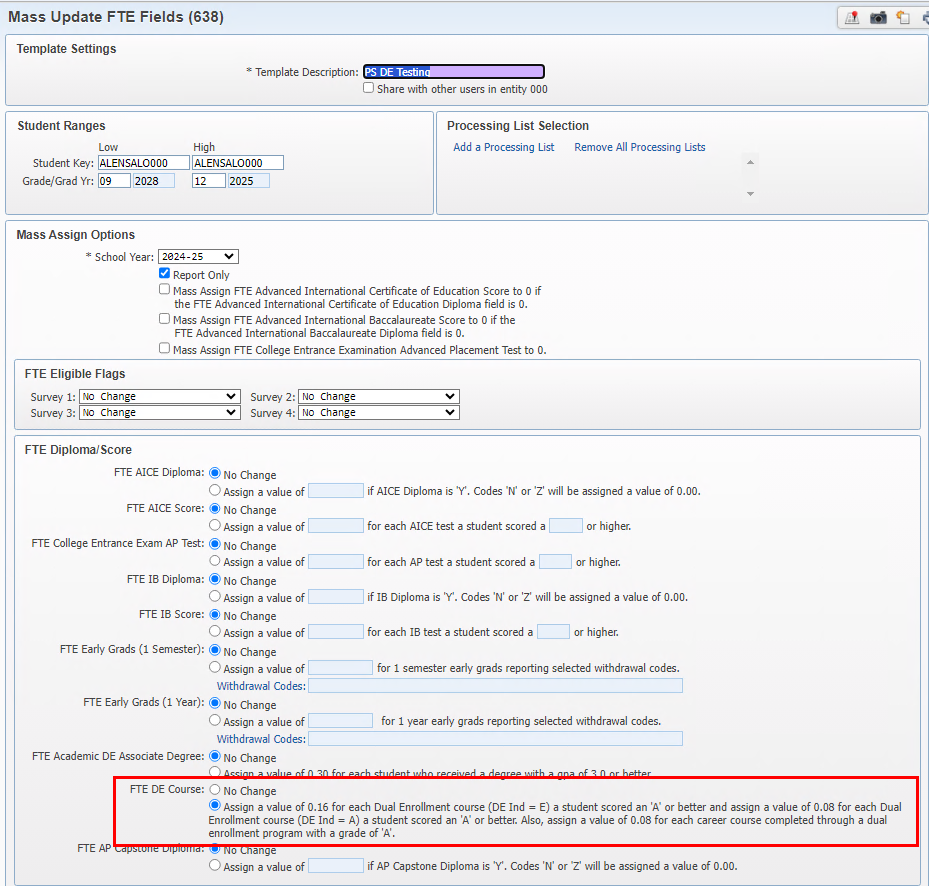 Mass Update FTE Fields (638)
Template Settings
* Template Description: PS DE Testing
Share with other users in entity 000
Student Ranges
Low High
Student Key: ALENSALO000 ALENSALO000
Grade/Grad Yr: 09 2028 12 2025
Processing List Selection
Add a Processing List Remove All Processing Lists
Mass Assign Options
* School Year: 2024-25
Report Only
Mass Assign FTE Advanced International Certificate of Education Score to 0 if
the FTE Advanced International Certificate of Education Diploma field is 0.
Mass Assign FTE Advanced International Baccalaureate Score to 0 if the
FTE Advanced International Baccalaureate Diploma field is 0.
Mass Assign FTE College Entrance Examination Advanced Placement Test to 0.
FTE Eligible Flags
Survey 1: No Change Survey 2: No Change
Survey 3: No Change Survey 4: No Change
FTE Diploma/Score
FTE AICE Diploma: No Change
Assign a value of if AICE Diploma is 'Y'. Codes 'N' or 'Z' will be assigned a value of 0.00.
FTE AICE Score: No Change
Assign a value of for each AICE test a student scored a or higher.
FTE College Entrance Exam AP Test: No Change
Assign a value of for each AP test a student scored a or higher.
FTE IB Diploma: No Change
Assign a value of if IB Diploma is 'Y'. Codes 'N' or 'Z' will be assigned a value of 0.00.
FTE IB Score: No Change
Assign a value of for each IB test a student scored a or higher.
FTE Early Grads (1 Semester): No Change
Assign a value of for 1 semester early grads reporting selected withdrawal codes.
Withdrawal Codes:
FTE Early Grads (1 Year): No Change
Assign a value of for 1 year early grads reporting selected withdrawal codes.
Withdrawal Codes:
FTE Academic DE Associate Degree: No Change
Assign a value of 0.30 for each student who received a degree with a gpa of 3.0 or better
FTE DE Course: No Change
Assign a value of 0.16 for each Dual Enrollment course (DE Ind = E) a student scored an 'A' or better and assign a value of 0.08 for each Dual
Enrollment course (DE Ind = A) a student scored an 'A' or better. Also, assign a value of 0.08 for each career course completed through a dual
enrollment program with a grade of 'A'.
FTE AP Capstone Diploma: No Change
Assign a value of if AP Capstone Diploma is 'Y'. Codes 'N' or 'Z' will be assigned a value of 0.00.